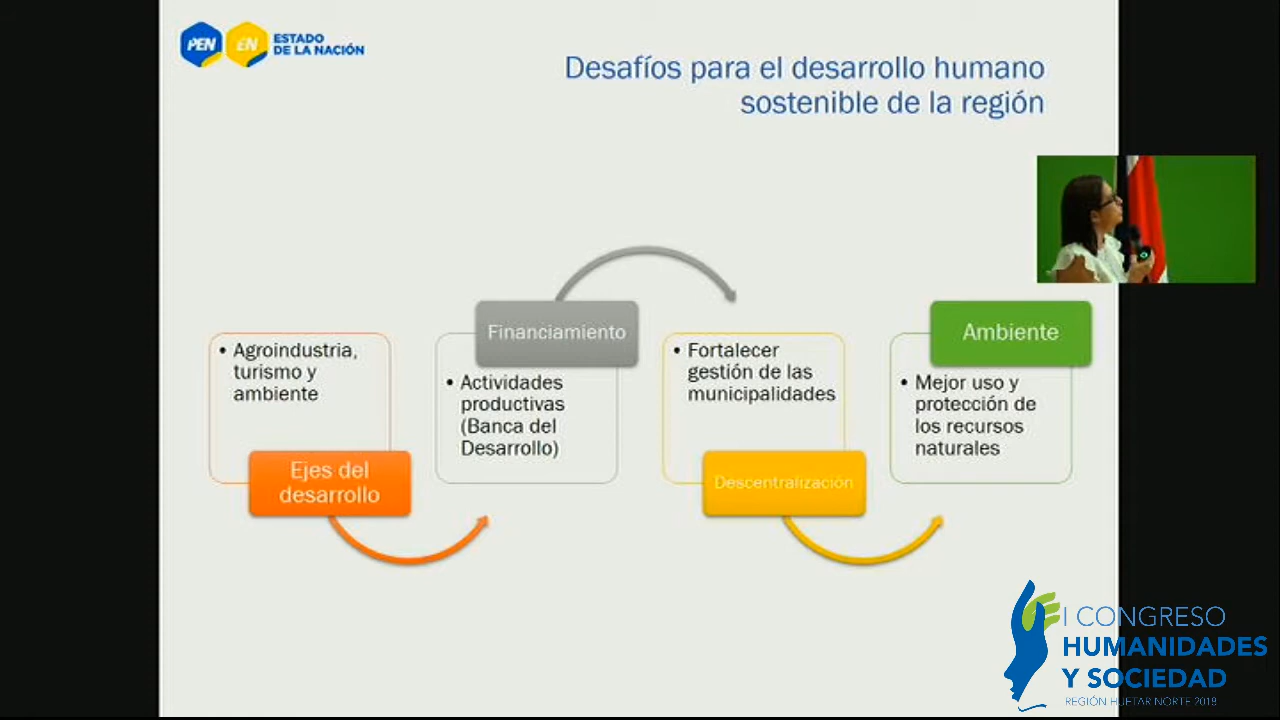 PEN
EN
ESTADO
DE LA NACIÓN
Desafíos para el desarrollo humano
sostenible de la región
• Agroindustria,
turismo y
ambiente
Ejes del
desarrollo
Financiamiento
• Actividades
productivas
(Banca del
Desarrollo)
• Fortalecer
gestión de las
municipalidades
Descentralización
Ambiente
• Mejor uso y
protección de
los recursos
naturales
I CONGRESO
HUMANIDADES
Y SOCIEDAD
REGIÓN HUETAR NORTE 2018